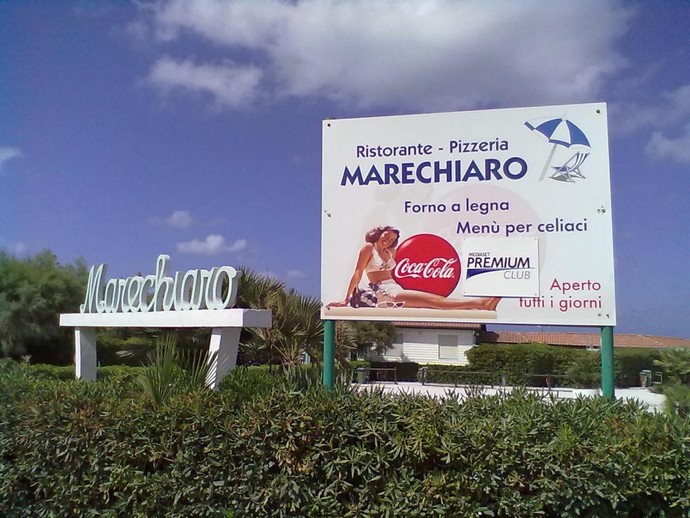 Marechiaro
Ristorante - Pizzeria
MARECHIARO
Forno a legna
Menù per celiaci
Coca-Cola
MEDIASET
PREMIUM
CLUB
Aperto
tutti i giorni